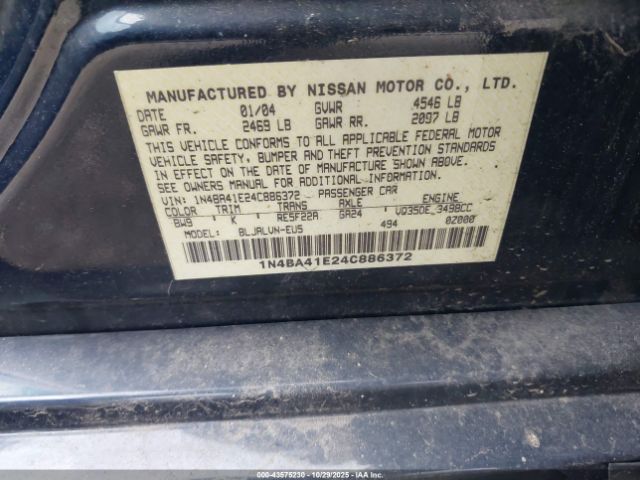 MANUFACTURED BY NISSAN MOTOR CO., LTD.
DATE 01/04 GVWR 4546 LB
GAWR FR. 2469 LB GAWR RR. 2097 LB
THIS VEHICLE CONFORMS TO ALL APPLICABLE FEDERAL MOTOR
VEHICLE SAFETY, BUMPER AND THEFT PREVENTION STANDARDS
IN EFFECT ON THE DATE OF MANUFACTURE SHOWN ABOVE.
SEE OWNERS MANUAL FOR ADDITIONAL INFORMATION.
VIN: 1N4BA41E24C886372 PASSENGER CAR
COLOR TRIM TRANS AXLE ENGINE
BW9 K RE5F22A GA24 VQ35DE 3498CC
MODEL: BLJALVN-EU5 494 0Z000
1N4BA41E24C886372
000-43575230 - 10/29/2025 - IAAI.COM